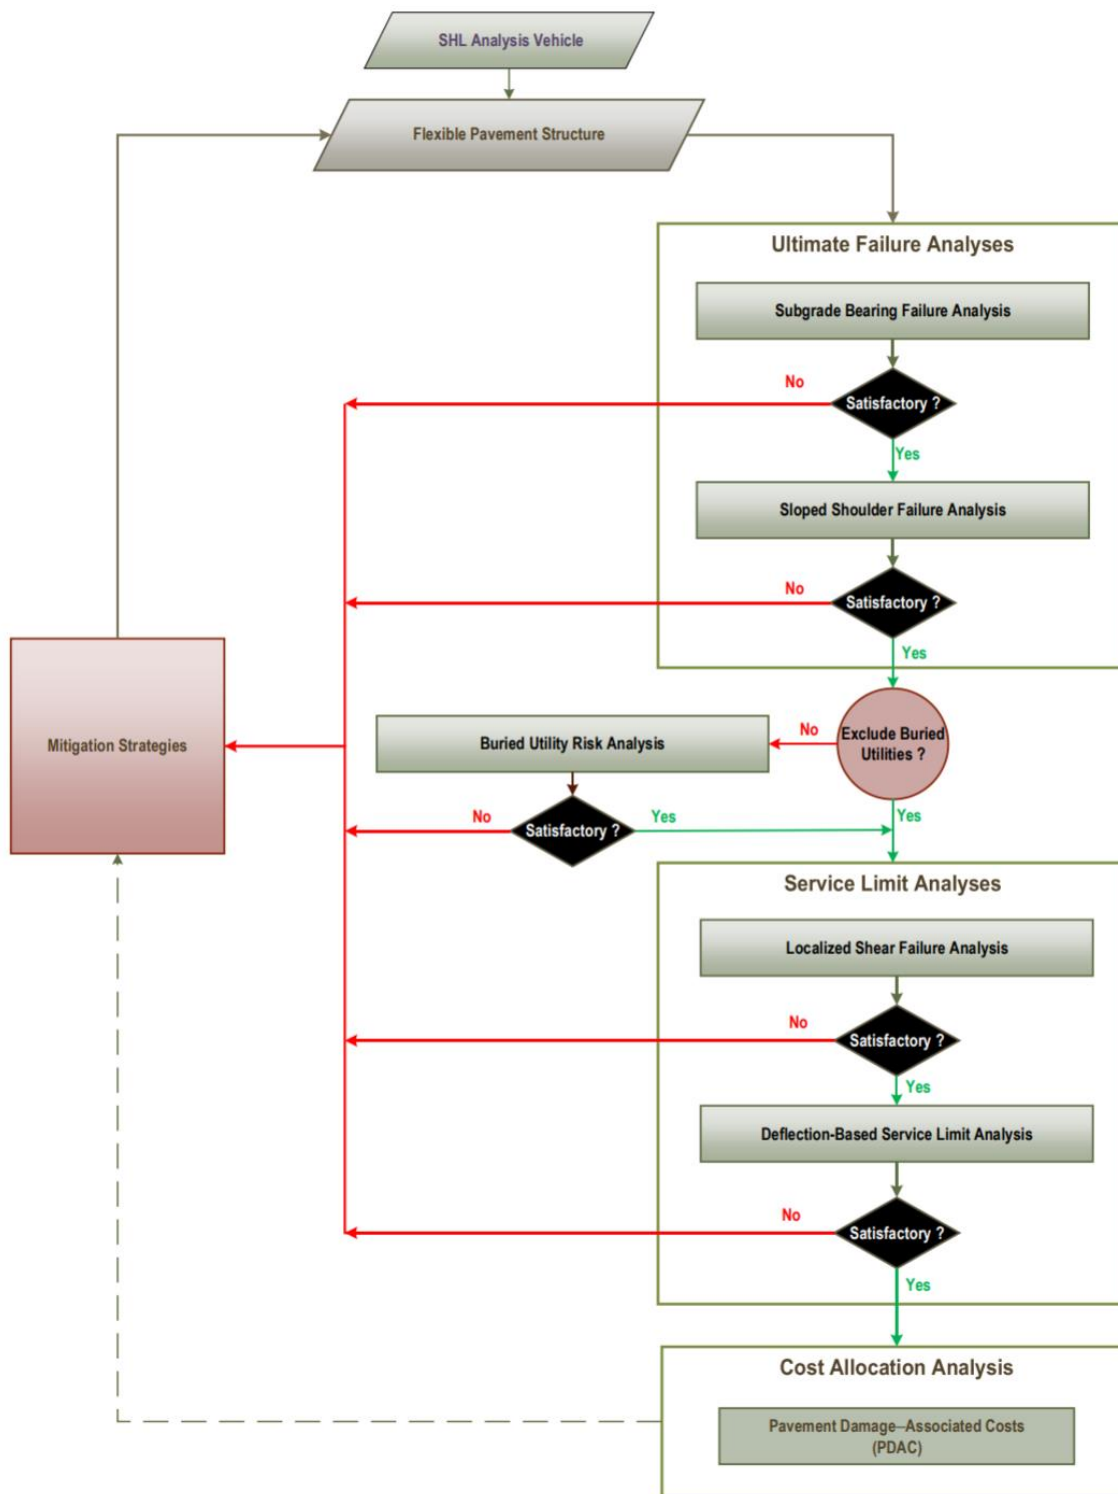 SHL Analysis Vehicle
Flexible Pavement Structure
Ultimate Failure Analyses
Subgrade Bearing Failure Analysis
No
Satisfactory ?
Yes
Sloped Shoulder Failure Analysis
No
Satisfactory ?
Yes
Mitigation Strategies
Buried Utility Risk Analysis
No
Exclude Buried
Utilities ?
Yes
No
Satisfactory ?
Yes
Service Limit Analyses
Localized Shear Failure Analysis
No
Satisfactory ?
Yes
Deflection-Based Service Limit Analysis
No
Satisfactory ?
Yes
Cost Allocation Analysis
Pavement Damage–Associated Costs
(PDAC)